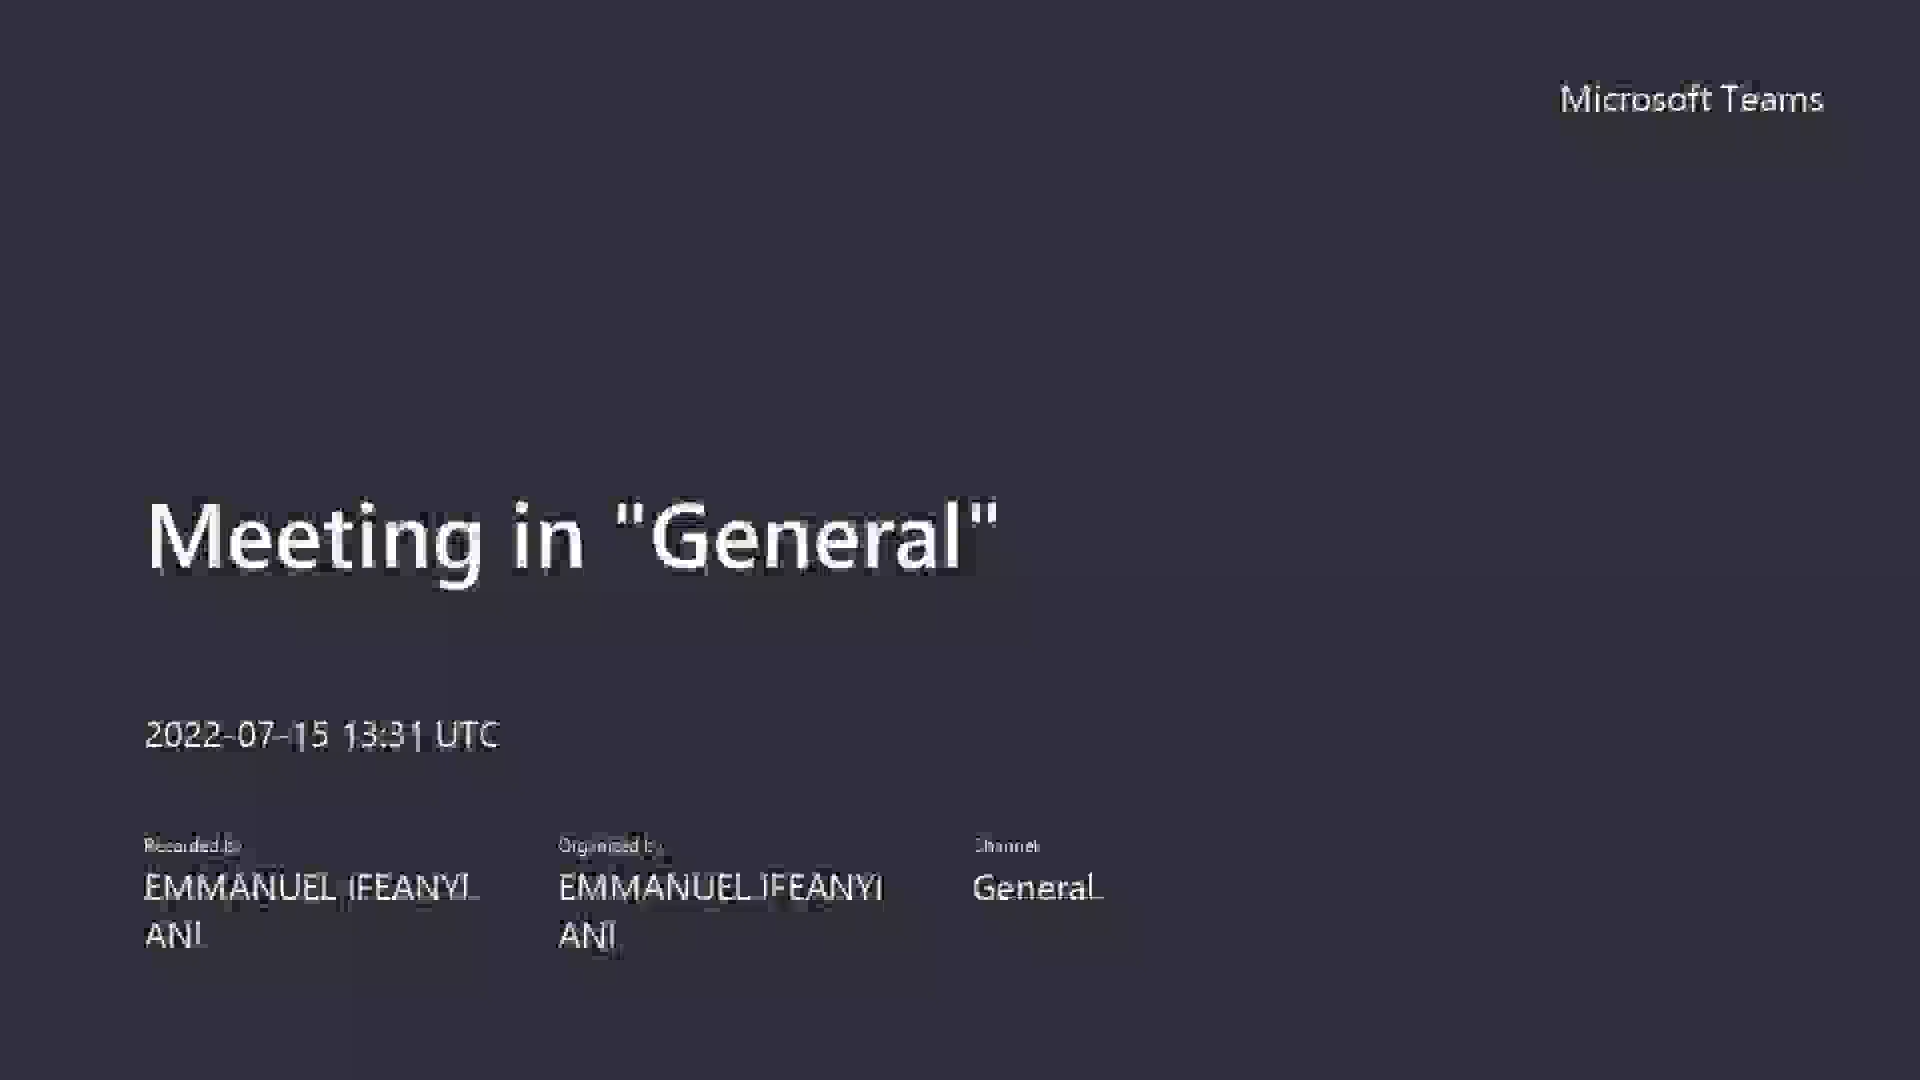 Microsoft Teams
Meeting in "General"
2022-07-15 13:31 UTC
Recorded by
Organized by
Channel
EMMANUEL IFEANYI
ANI
EMMANUEL IFEANYI
ANI
General